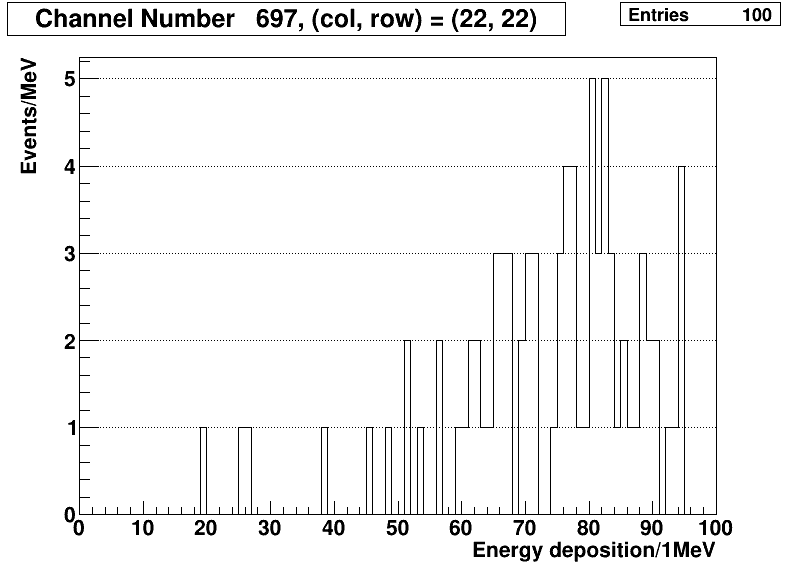 Channel Number 697, (col, row) = (22, 22)
Entries 100
Events/MeV
5
4
3
2
1
0
0 10 20 30 40 50 60 70 80 90 100
Energy deposition/1MeV